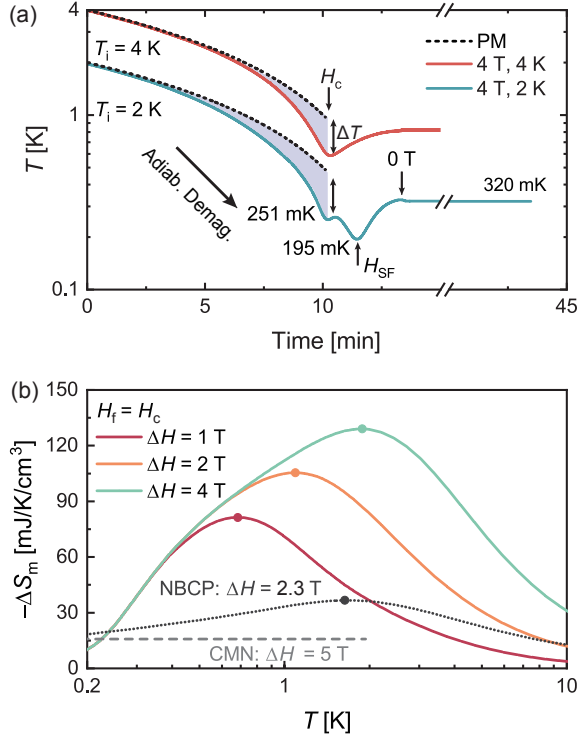 (a)
4
T_i = 4 K
T_i = 2 K
H_c
PM
4 T, 4 K
4 T, 2 K
1
ΔT
0 T
Adiab. Demag.
251 mK
320 mK
195 mK
H_SF
0.1
T [K]
0 5 10 45
Time [min]
(b)
150
H_f = H_c
ΔH = 1 T
ΔH = 2 T
ΔH = 4 T
120
90
60
30
0
−ΔS_m [mJ/K/cm³]
NBCP: ΔH = 2.3 T
CMN: ΔH = 5 T
0.2 1 10
T [K]